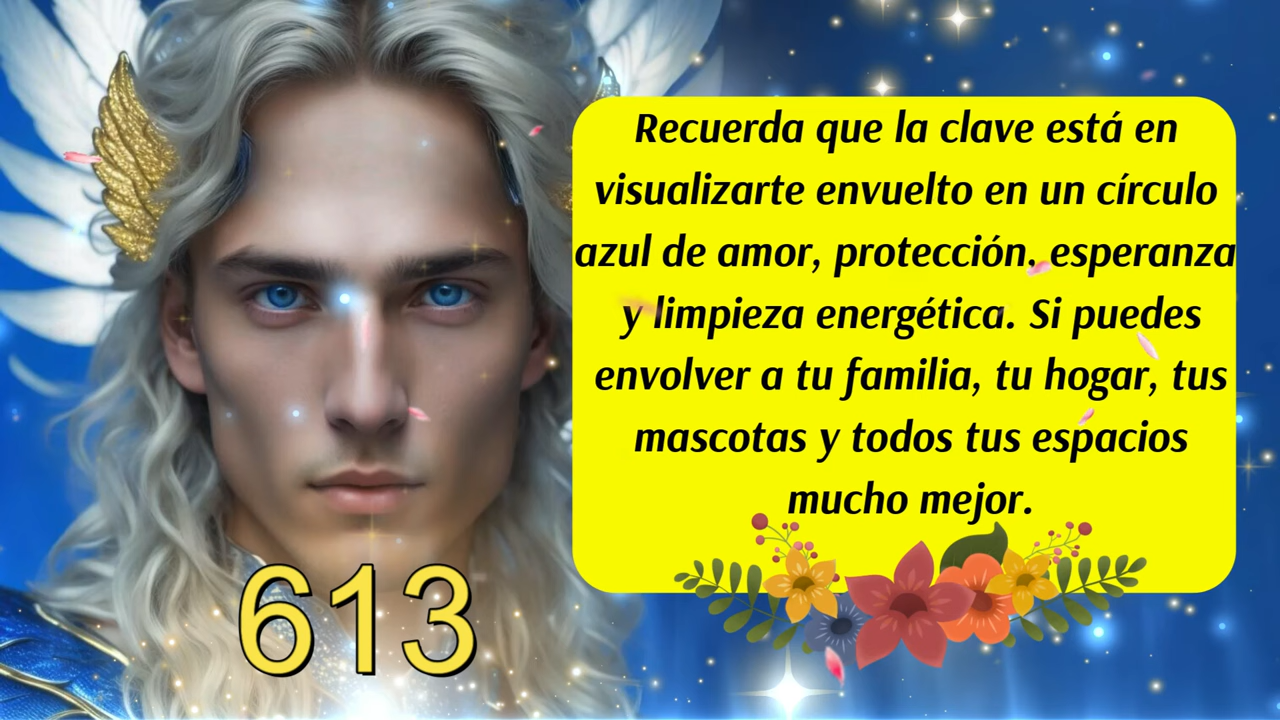 Recuerda que la clave está en
visualizarte envuelto en un círculo
azul de amor, protección, esperanza
y limpieza energética. Si puedes
envolver a tu familia, tu hogar, tus
mascotas y todos tus espacios
mucho mejor.
613